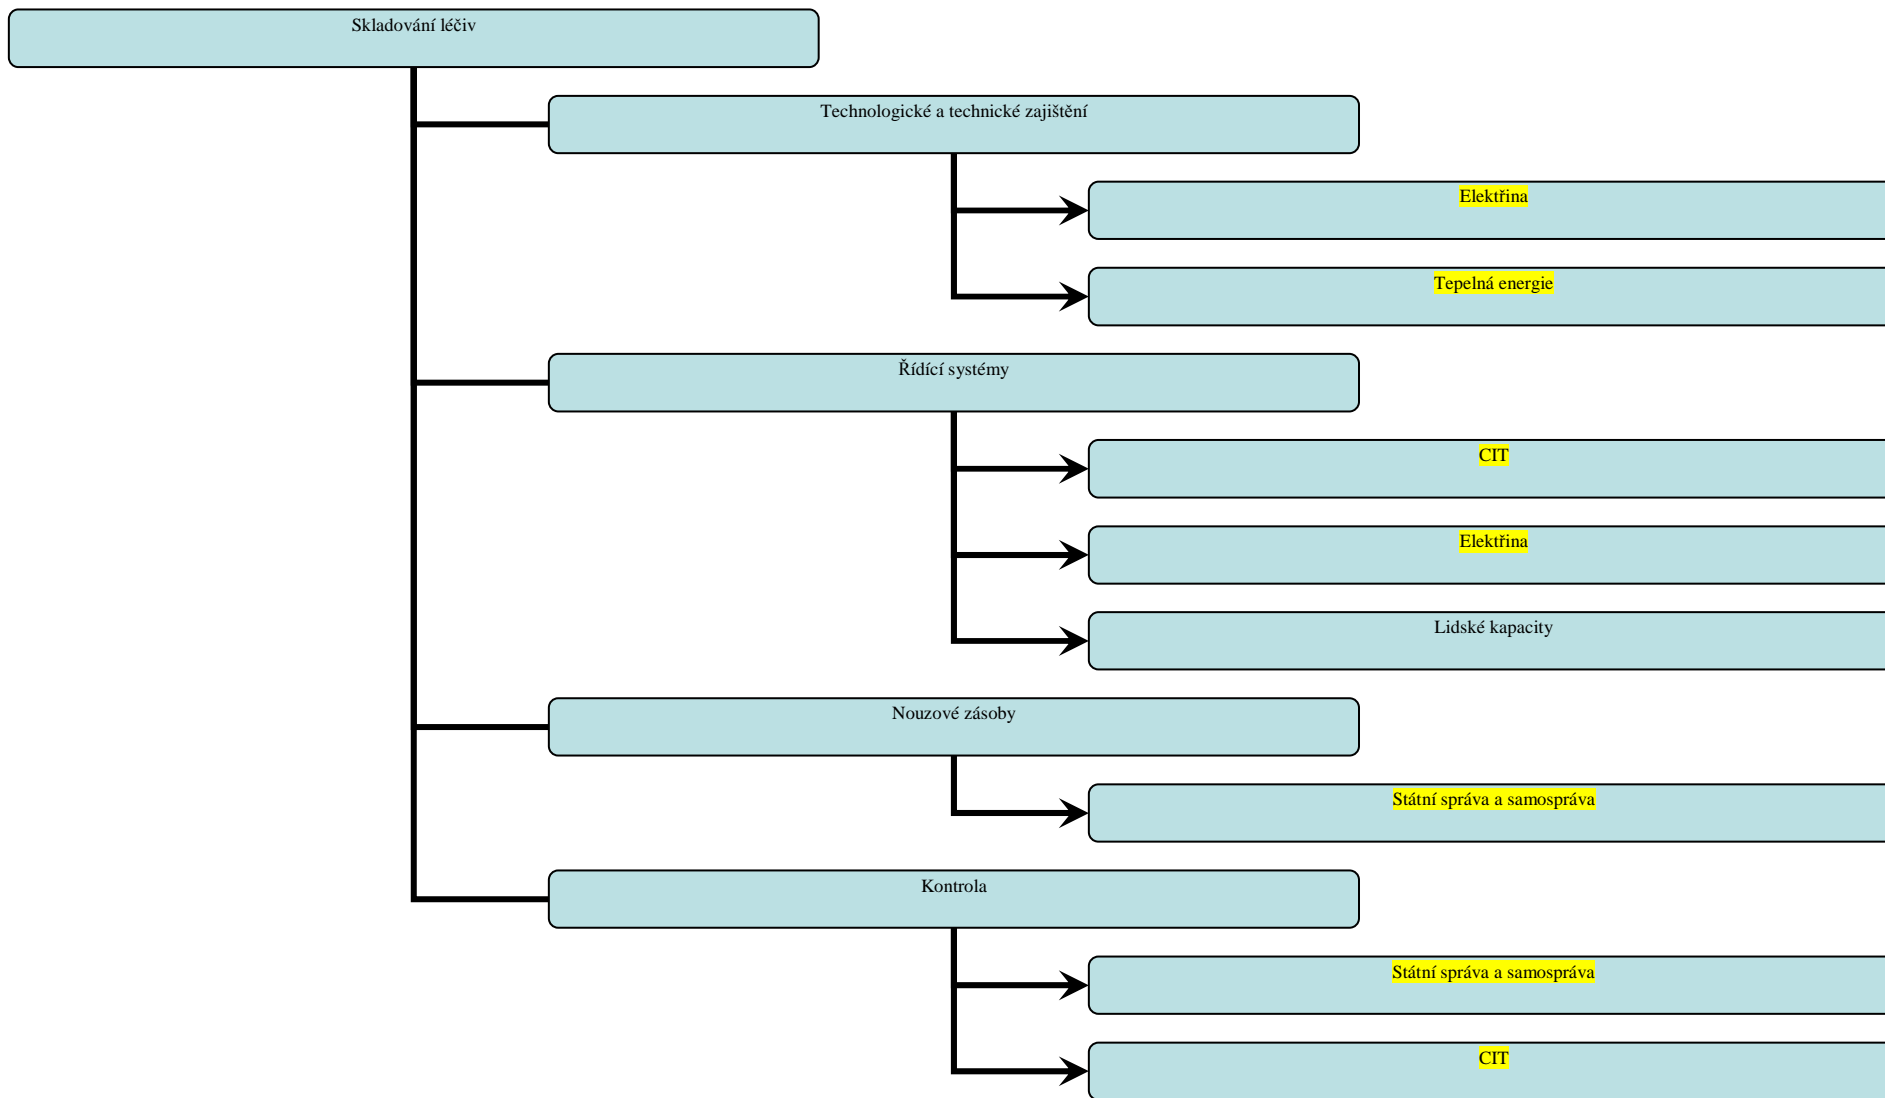 Skladování léčiv
Technologické a technické zajištění
Elektřina
Tepelná energie
Řídící systémy
CIT
Elektřina
Lidské kapacity
Nouzové zásoby
Státní správa a samospráva
Kontrola
Státní správa a samospráva
CIT